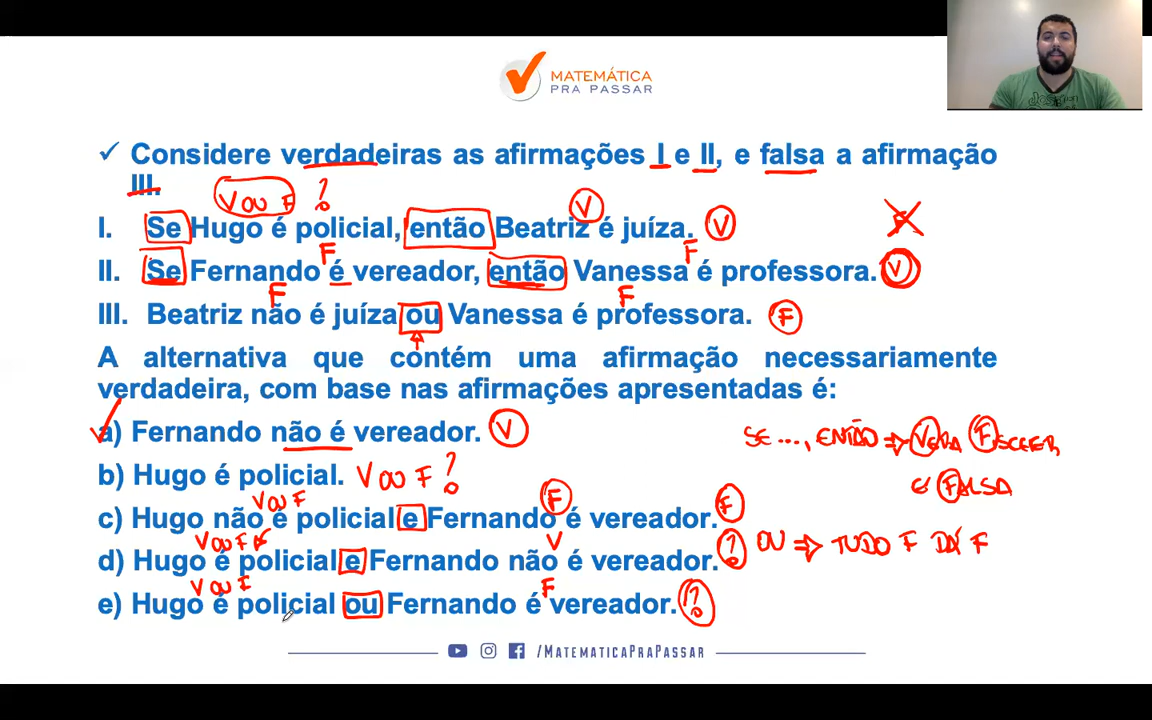 MATEMÁTICA
PRA PASSAR
✓ Considere verdadeiras as afirmações I e II, e falsa a afirmação
III.
V OU F ?
V
I. Se Hugo é policial, então Beatriz é juíza. V
F F
II. Se Fernando é vereador, então Vanessa é professora. V
F F
III. Beatriz não é juíza ou Vanessa é professora. F
A alternativa que contém uma afirmação necessariamente
verdadeira, com base nas afirmações apresentadas é:
a) Fernando não é vereador. V
SE ..., ENTÃO ⇒ VERA FISCHER
b) Hugo é policial. V OU F ?
É FALSA
V OU F F
c) Hugo não é policial e Fernando é vereador. F
V OU F V
OU ⇒ TUDO F DÁ F
d) Hugo é policial e Fernando não é vereador. ?
V OU F F
e) Hugo é policial ou Fernando é vereador. ?
/MATEMATICAPRAPASSAR